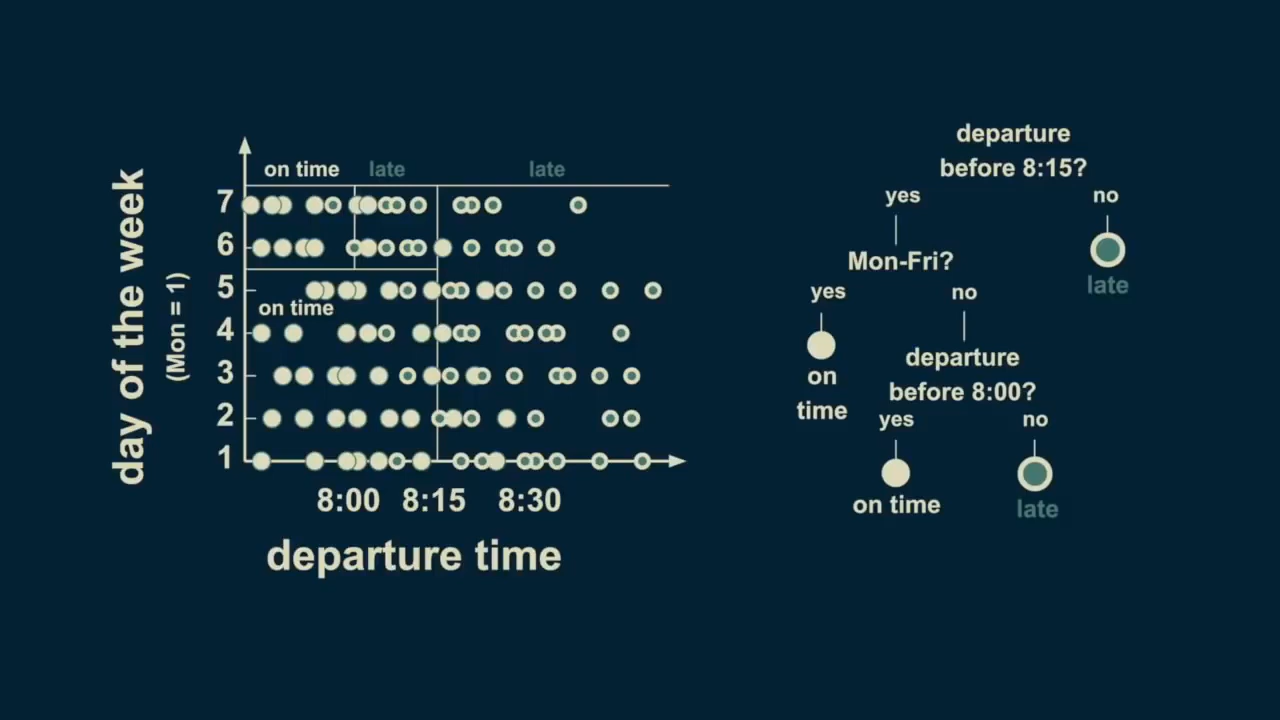 day of the week
(Mon = 1)
on time
late
late
7
6
5
on time
4
3
2
1
8:00
8:15
8:30
departure time
departure
before 8:15?
yes
no
Mon-Fri?
late
yes
no
on
time
departure
before 8:00?
yes
no
on time
late